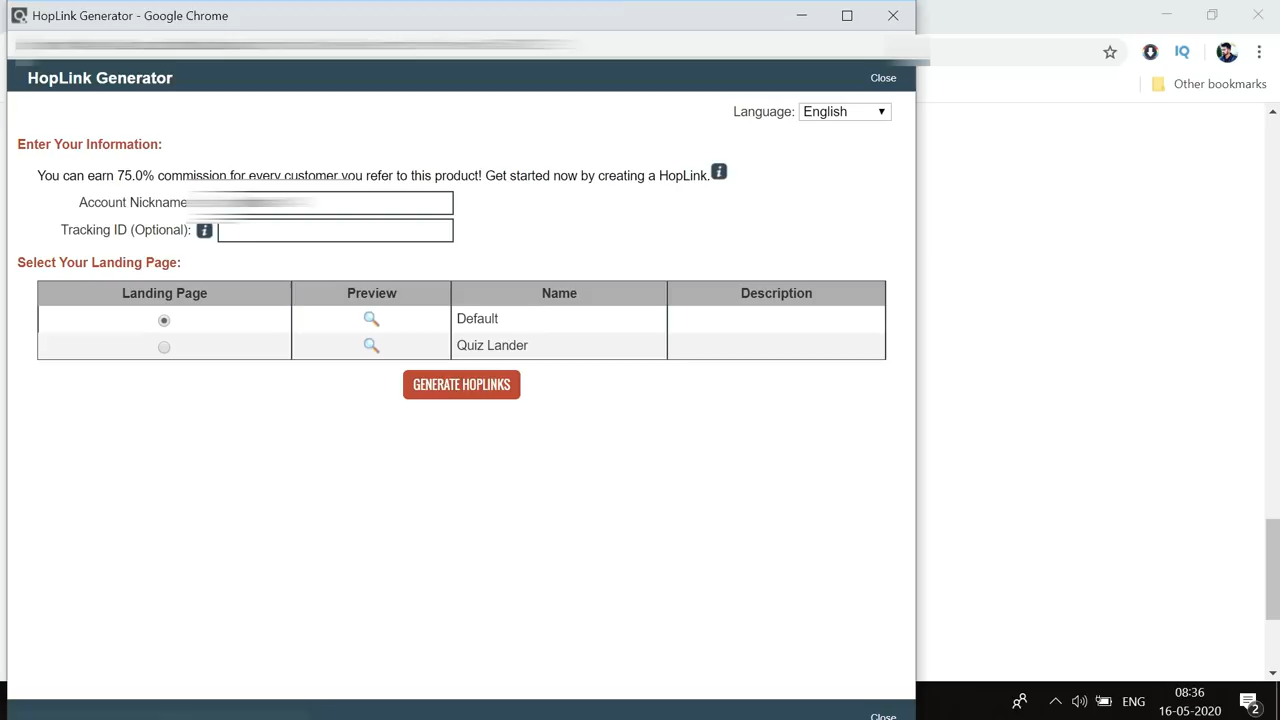 HopLink Generator - Google Chrome
IQ
Other bookmarks
HopLink Generator
Close
Language: English
Enter Your Information:
You can earn 75.0% commission for every customer you refer to this product! Get started now by creating a HopLink.
Account Nickname
Tracking ID (Optional):
Select Your Landing Page:
Landing Page Preview Name Description
Default
Quiz Lander
GENERATE HOPLINKS
Close
ENG
08:36
16-05-2020
2